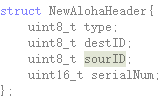 struct NewAlohaHeader{
    uint8_t type;
    uint8_t destID;
    uint8_t sourID;
    uint16_t serialNum;
};